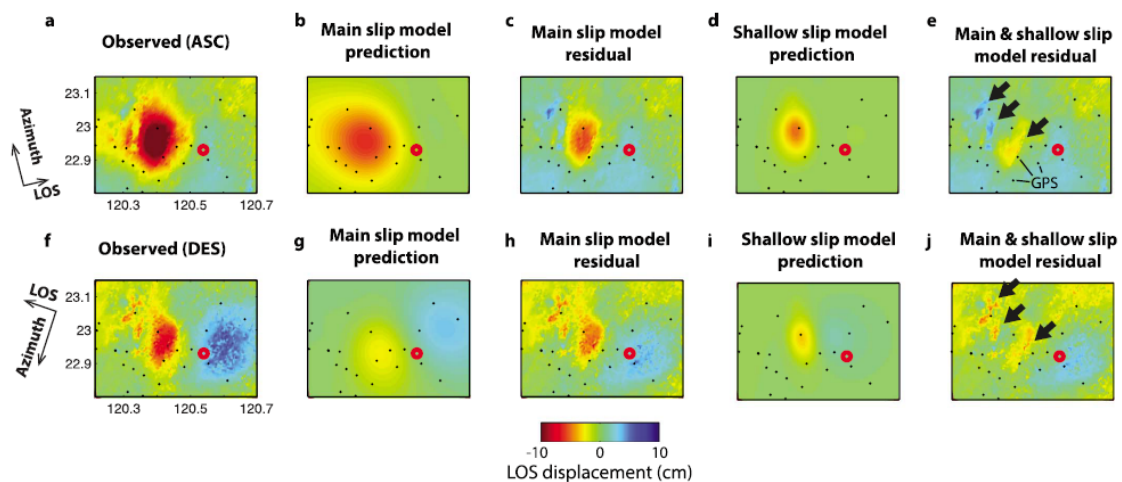 a
Observed (ASC)
b
Main slip model
prediction
c
Main slip model
residual
d
Shallow slip model
prediction
e
Main & shallow slip
model residual
23.1
23
22.9
Azimuth
LOS
120.3
120.5
120.7
GPS
f
Observed (DES)
g
Main slip model
prediction
h
Main slip model
residual
i
Shallow slip model
prediction
j
Main & shallow slip
model residual
LOS
Azimuth
23.1
23
22.9
120.3
120.5
120.7
-10
0
10
LOS displacement (cm)